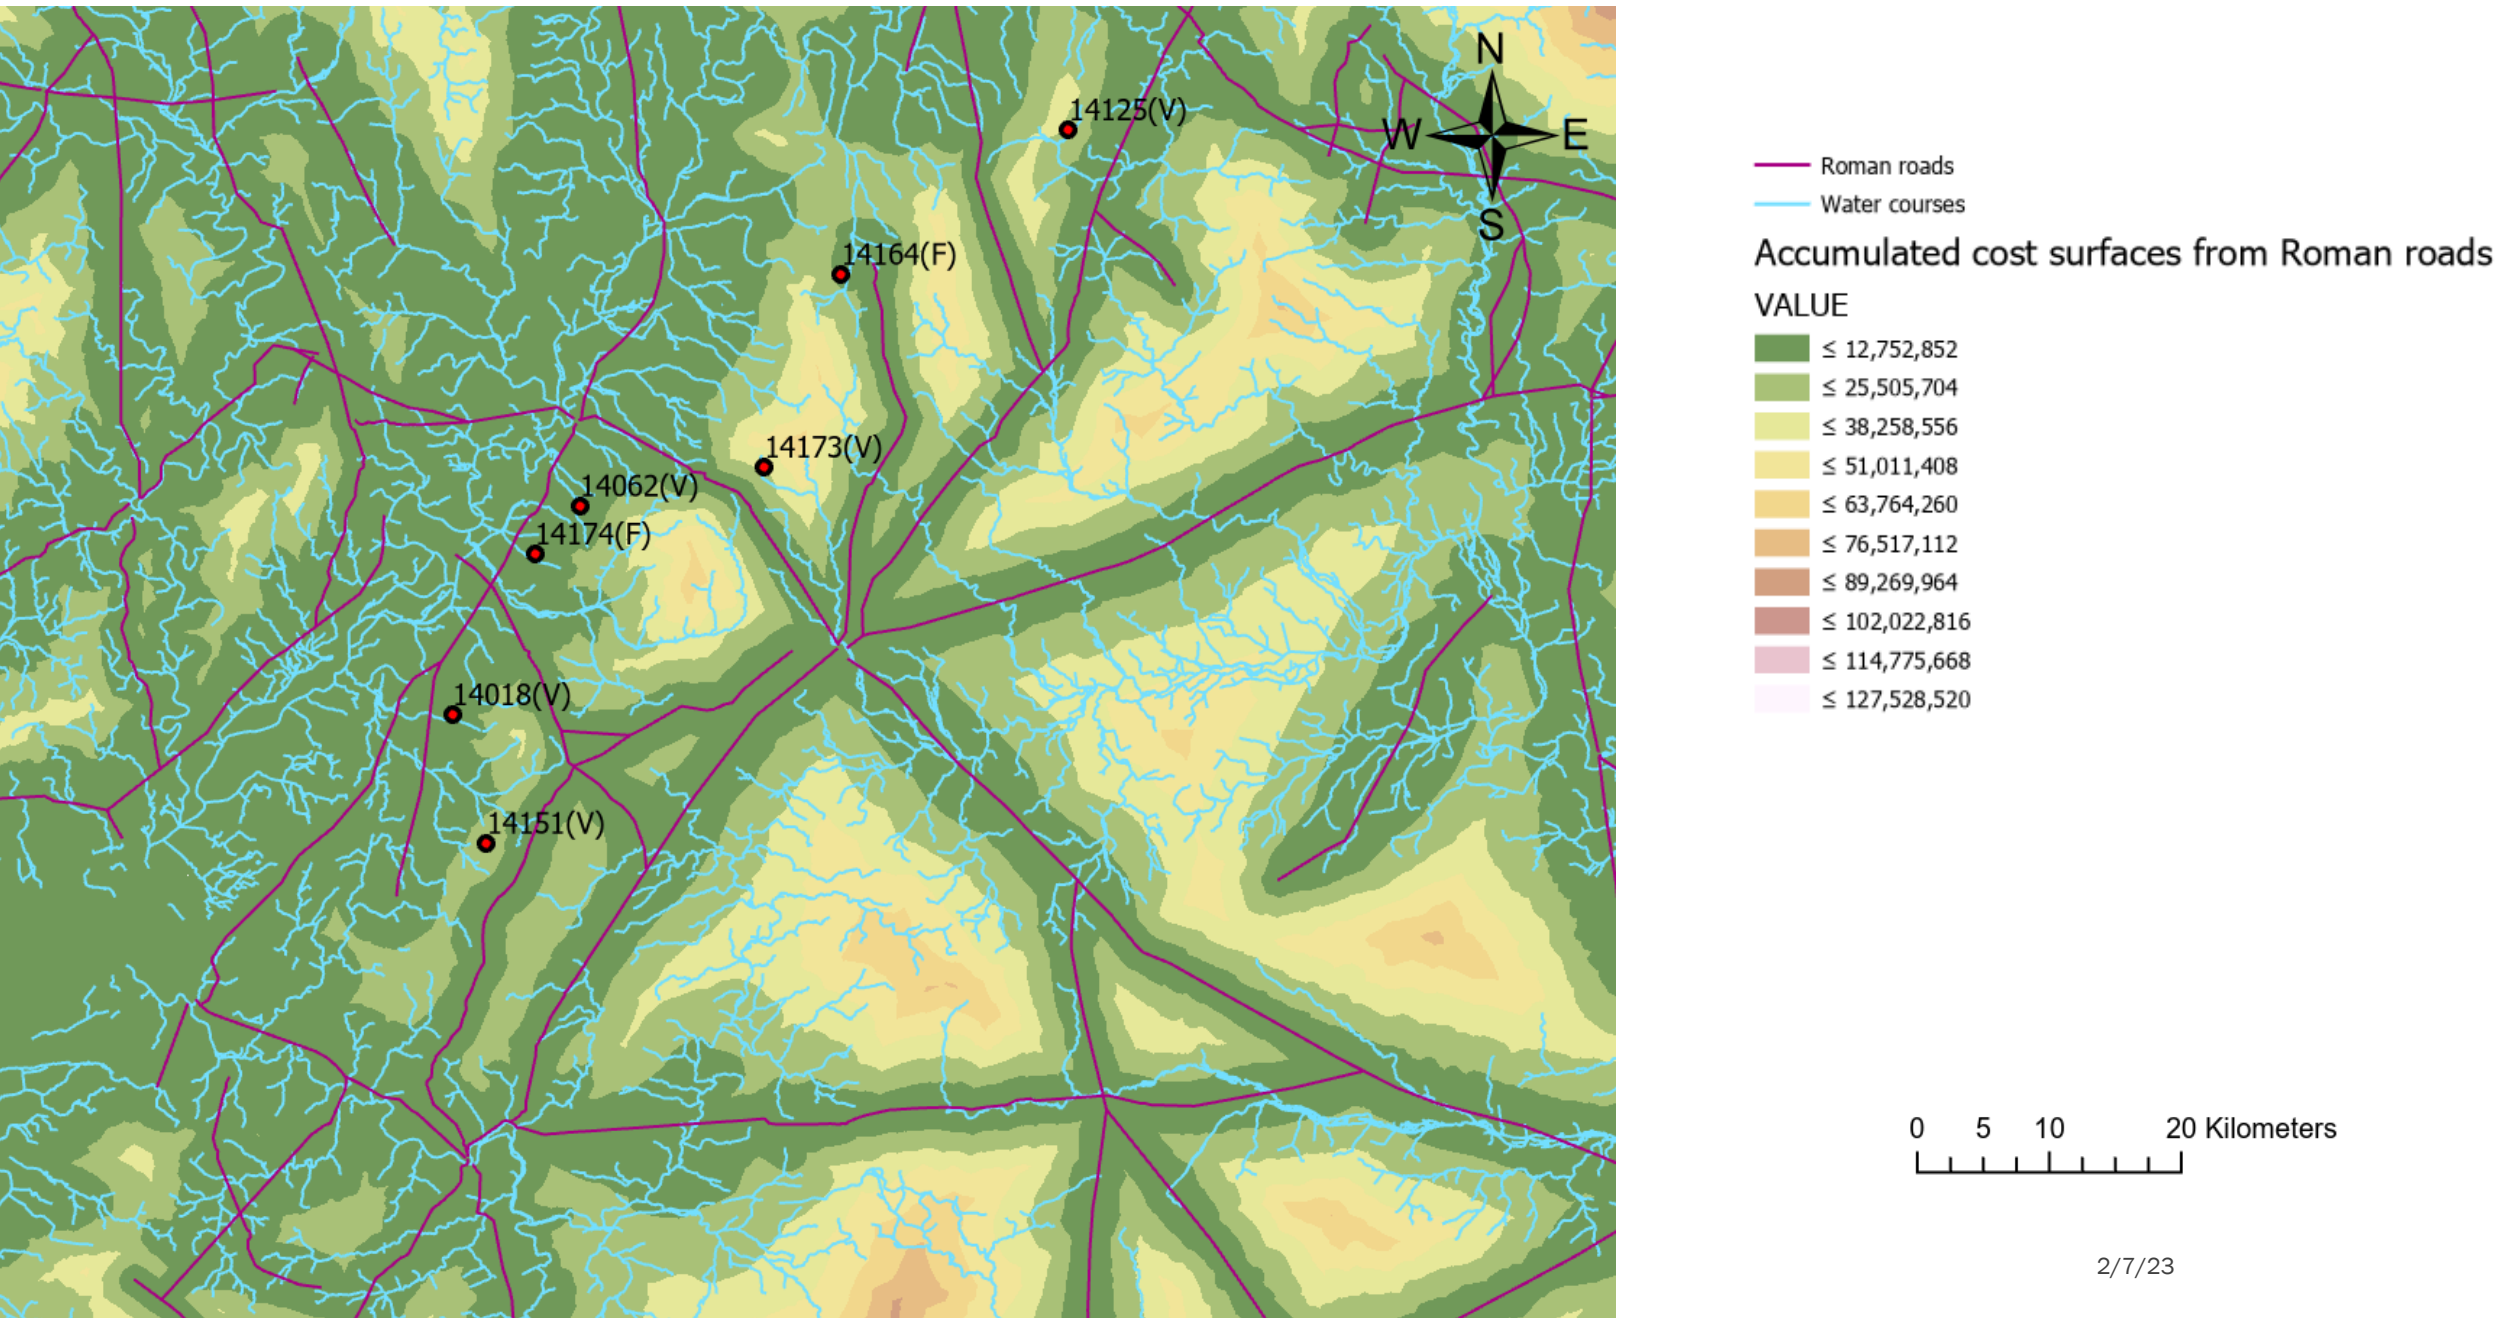 N
W E
S
14125(V)
14164(F)
14173(V)
14062(V)
14174(F)
14018(V)
14151(V)
Roman roads
Water courses
Accumulated cost surfaces from Roman roads
VALUE
≤ 12,752,852
≤ 25,505,704
≤ 38,258,556
≤ 51,011,408
≤ 63,764,260
≤ 76,517,112
≤ 89,269,964
≤ 102,022,816
≤ 114,775,668
≤ 127,528,520
0 5 10 20 Kilometers
2/7/23